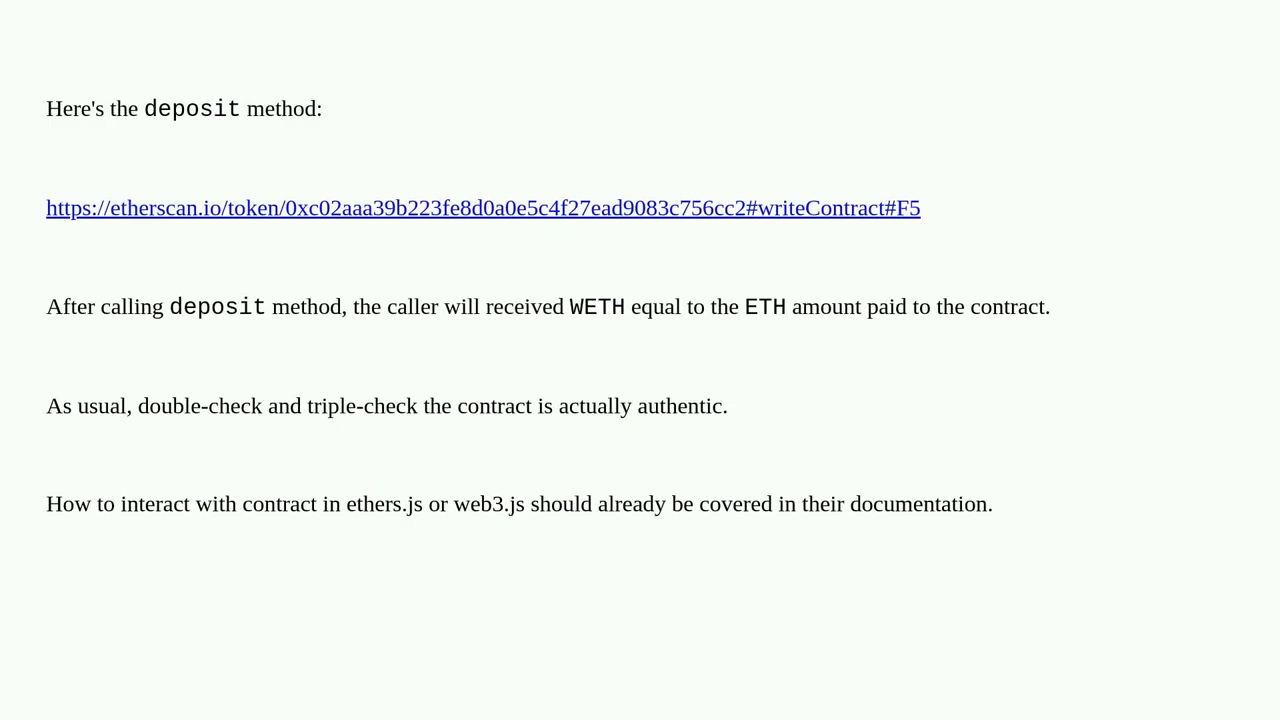 Here's the deposit method:
https://etherscan.io/token/0xc02aaa39b223fe8d0a0e5c4f27ead9083c756cc2#writeContract#F5
After calling deposit method, the caller will received WETH equal to the ETH amount paid to the contract.
As usual, double-check and triple-check the contract is actually authentic.
How to interact with contract in ethers.js or web3.js should already be covered in their documentation.